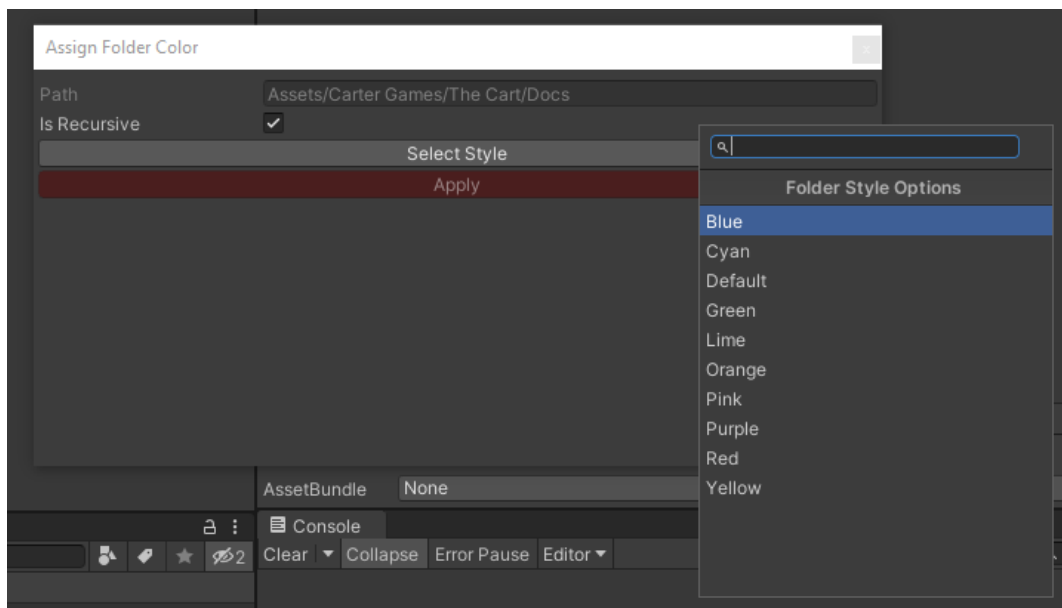 Assign Folder Color
x
Path
Assets/Carter Games/The Cart/Docs
Is Recursive
Select Style
Apply
Folder Style Options
Blue
Cyan
Default
Green
Lime
Orange
Pink
Purple
Red
Yellow
AssetBundle None
Console
2 Clear Collapse Error Pause Editor